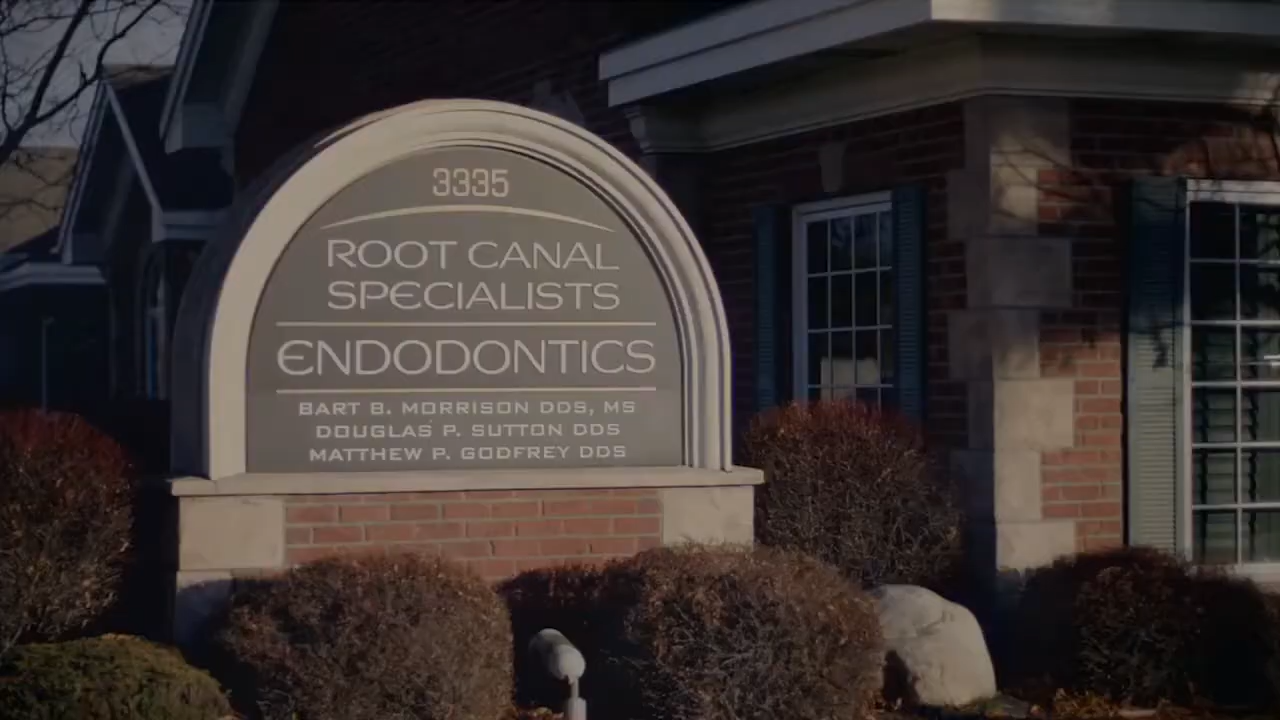 3335
ROOT CANAL
SPECIALISTS
ENDODONTICS
BART B. MORRISON DDS, MS
DOUGLAS P. SUTTON DDS
MATTHEW P. GODFREY DDS